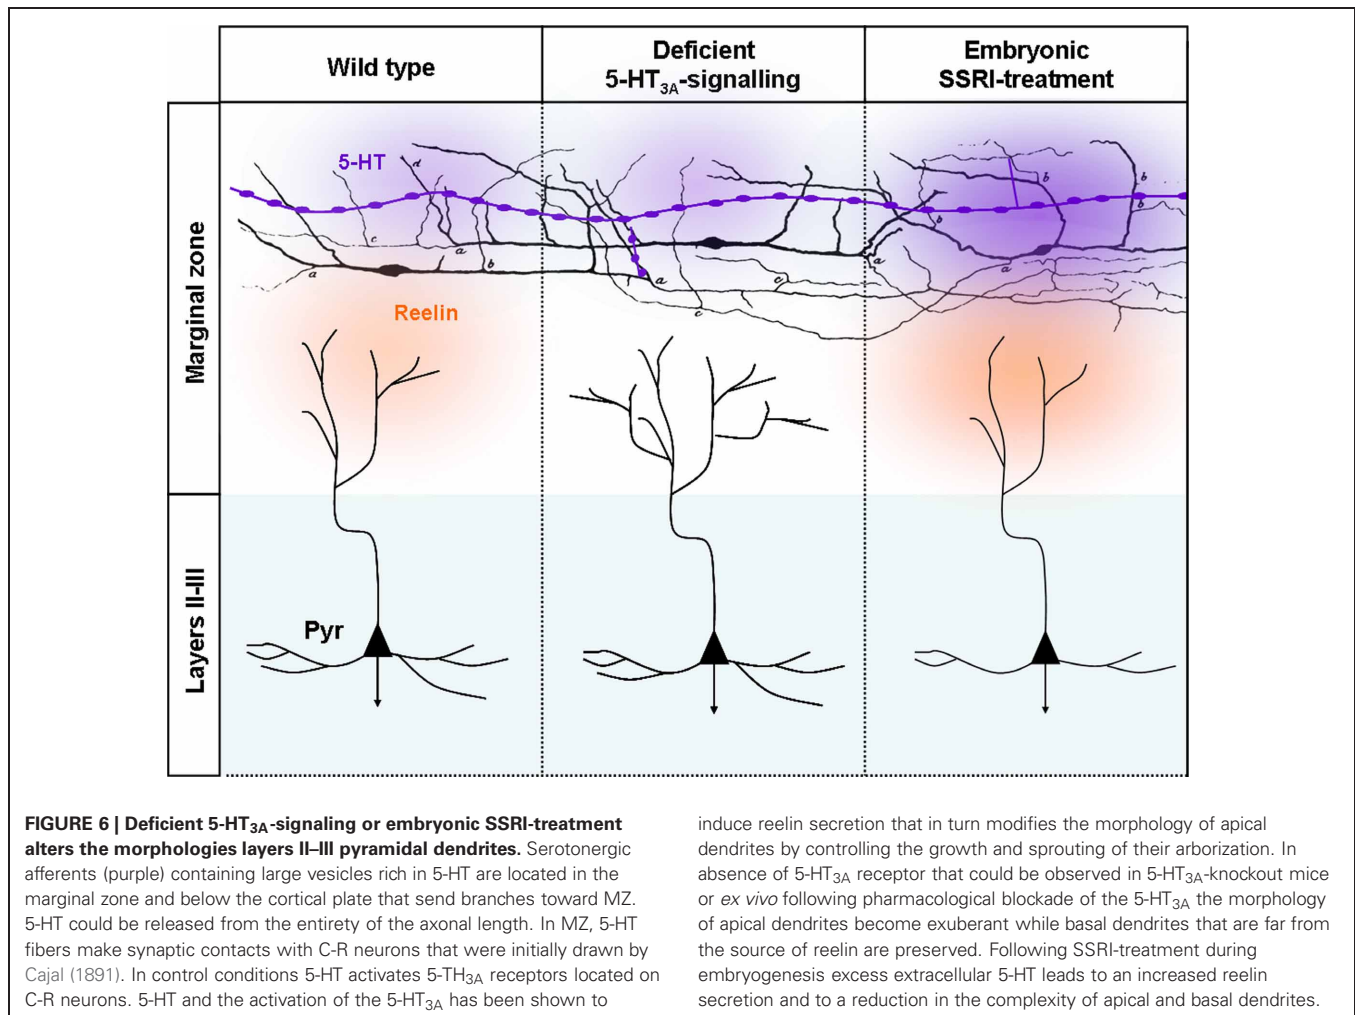 Wild type
Deficient
5-HT3A-signalling
Embryonic
SSRI-treatment
Marginal zone
5-HT
d
c
a
b
a
Reelin
a
c
c
a
b
b
b
b
a
Layers II-III
Pyr
FIGURE 6 | Deficient 5-HT3A-signaling or embryonic SSRI-treatment
alters the morphologies layers II–III pyramidal dendrites. Serotonergic
afferents (purple) containing large vesicles rich in 5-HT are located in the
marginal zone and below the cortical plate that send branches toward MZ.
5-HT could be released from the entirety of the axonal length. In MZ, 5-HT
fibers make synaptic contacts with C-R neurons that were initially drawn by
Cajal (1891). In control conditions 5-HT activates 5-TH3A receptors located on
C-R neurons. 5-HT and the activation of the 5-HT3A has been shown to
induce reelin secretion that in turn modifies the morphology of apical
dendrites by controlling the growth and sprouting of their arborization. In
absence of 5-HT3A receptor that could be observed in 5-HT3A-knockout mice
or ex vivo following pharmacological blockade of the 5-HT3A the morphology
of apical dendrites become exuberant while basal dendrites that are far from
the source of reelin are preserved. Following SSRI-treatment during
embryogenesis excess extracellular 5-HT leads to an increased reelin
secretion and to a reduction in the complexity of apical and basal dendrites.